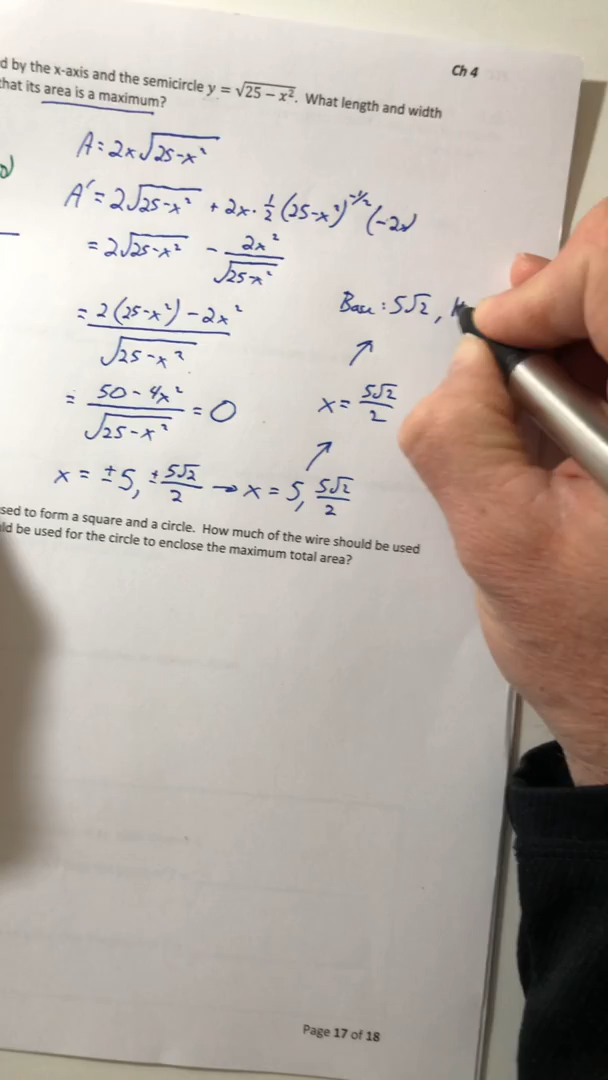 Ch 4
d by the x-axis and the semicircle y = √25 − x². What length and width
hat its area is a maximum?
A = 2x√25-x²
A' = 2√25-x² + 2x · 1/2 (25-x²)^-1/2 (-2x)
= 2√25-x² - 2x²/√25-x²
= 2(25-x²) - 2x² / √25-x²
Base : 5√2,
= 50 - 4x² / √25-x² = 0
x = 5√2/2
x = ±5, ±5√2/2 → x = 5, 5√2/2
sed to form a square and a circle. How much of the wire should be used
ld be used for the circle to enclose the maximum total area?
Page 17 of 18